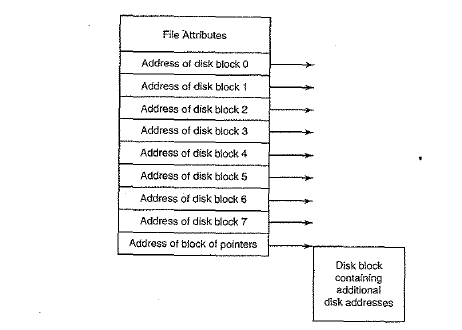 File Attributes
Address of disk block 0
Address of disk block 1
Address of disk block 2
Address of disk block 3
Address of disk block 4
Address of disk block 5
Address of disk block 6
Address of disk block 7
Address of block of pointers
Disk block
containing
additional
disk addresses